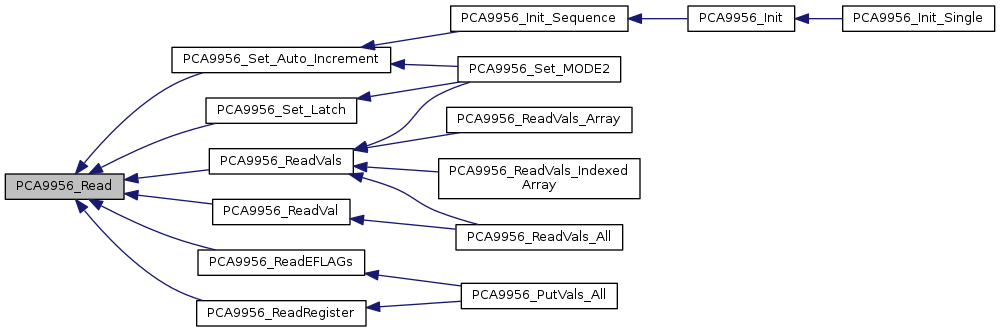 PCA9956_Read
PCA9956_Set_Auto_Increment
PCA9956_Set_Latch
PCA9956_ReadVals
PCA9956_ReadVal
PCA9956_ReadEFLAGs
PCA9956_ReadRegister
PCA9956_Init_Sequence
PCA9956_Set_MODE2
PCA9956_ReadVals_Array
PCA9956_ReadVals_Indexed
Array
PCA9956_ReadVals_All
PCA9956_PutVals_All
PCA9956_Init
PCA9956_Init_Single